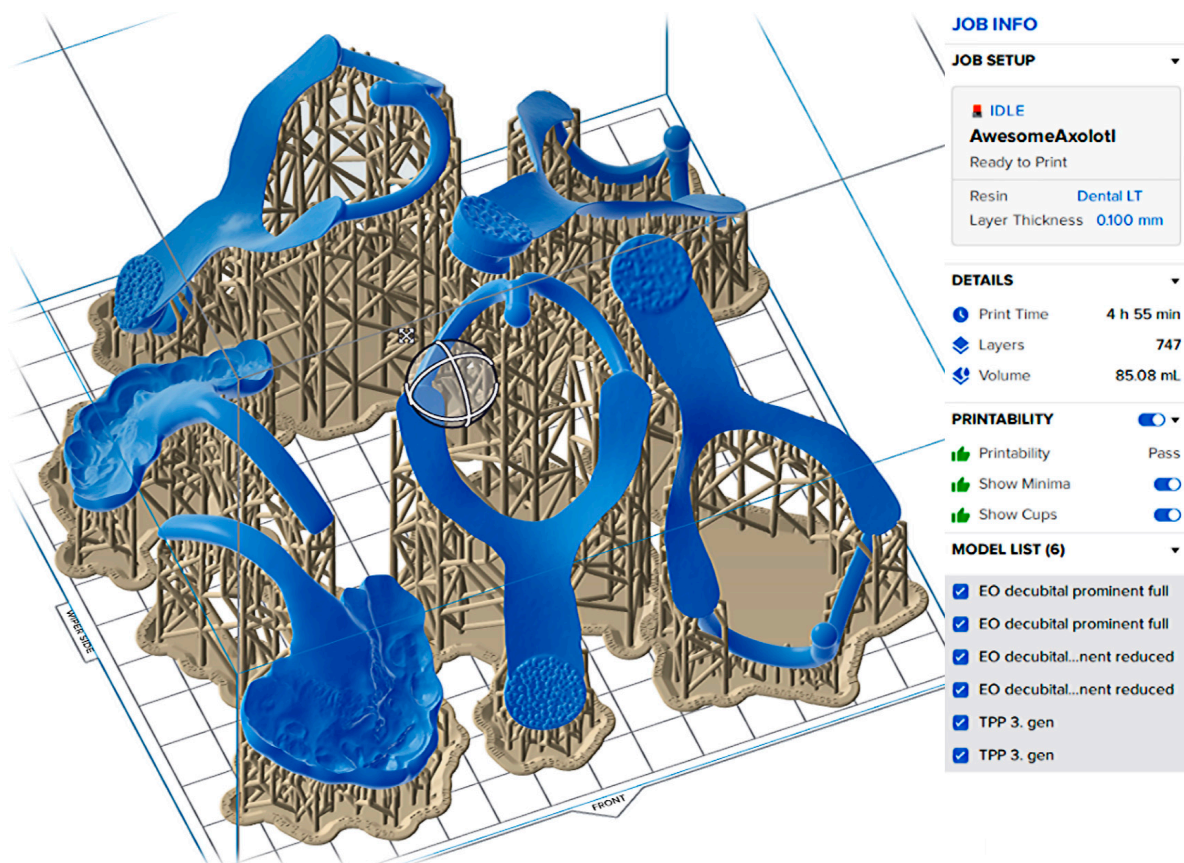 JOB INFO
JOB SETUP
IDLE
AwesomeAxolotl
Ready to Print
Resin Dental LT
Layer Thickness 0.100 mm
DETAILS
Print Time 4 h 55 min
Layers 747
Volume 85.08 mL
PRINTABILITY
Printability Pass
Show Minima
Show Cups
MODEL LIST (6)
EO decubital prominent full
EO decubital prominent full
EO decubital...nent reduced
EO decubital...nent reduced
TPP 3. gen
TPP 3. gen
WIPER SIDE
FRONT